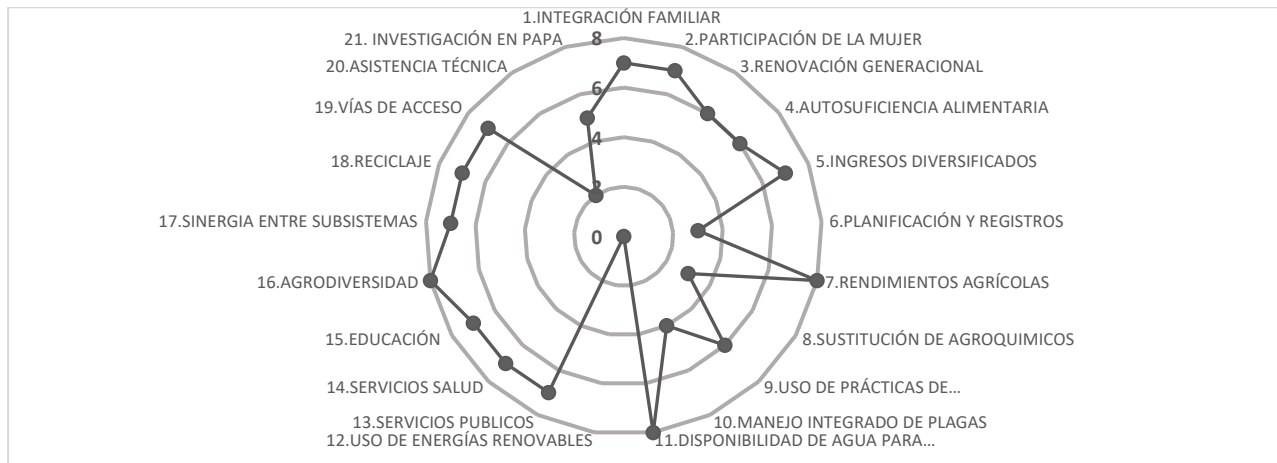 1.INTEGRACIÓN FAMILIAR
2.PARTICIPACIÓN DE LA MUJER
3.RENOVACIÓN GENERACIONAL
4.AUTOSUFICIENCIA ALIMENTARIA
5.INGRESOS DIVERSIFICADOS
6.PLANIFICACIÓN Y REGISTROS
7.RENDIMIENTOS AGRÍCOLAS
8.SUSTITUCIÓN DE AGROQUIMICOS
9.USO DE PRÁCTICAS DE…
10.MANEJO INTEGRADO DE PLAGAS
11.DISPONIBILIDAD DE AGUA PARA…
12.USO DE ENERGÍAS RENOVABLES
13.SERVICIOS PUBLICOS
14.SERVICIOS SALUD
15.EDUCACIÓN
16.AGRODIVERSIDAD
17.SINERGIA ENTRE SUBSISTEMAS
18.RECICLAJE
19.VÍAS DE ACCESO
20.ASISTENCIA TÉCNICA
21. INVESTIGACIÓN EN PAPA
8
6
4
2
0